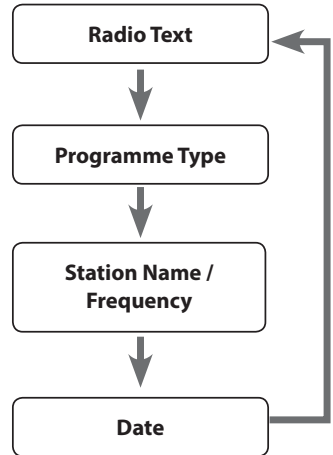 Radio Text
Programme Type
Station Name /
Frequency
Date